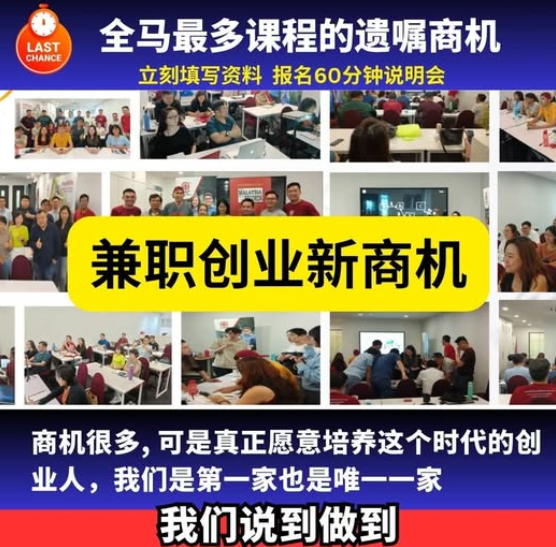 LAST
CHANCE
全马最多课程的遗嘱商机
立刻填写资料 报名60分钟说明会
兼职创业新商机
商机很多, 可是真正愿意培养这个时代的创
业人，我们是第一家也是唯一一家
我们说到做到